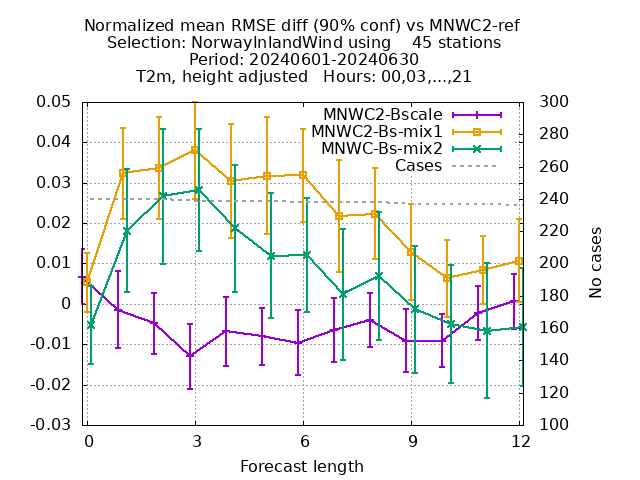 Normalized mean RMSE diff (90% conf) vs MNWC2-ref
Selection: NorwayInlandWind using    45 stations
Period: 20240601-20240630
T2m, height adjusted   Hours: 00,03,...,21
MNWC2-Bscale
MNWC2-Bs-mix1
MNWC-Bs-mix2
Cases
0.05
0.04
0.03
0.02
0.01
0
-0.01
-0.02
-0.03
300
280
260
240
220
200
180
160
140
120
100
No cases
0 3 6 9 12
Forecast length